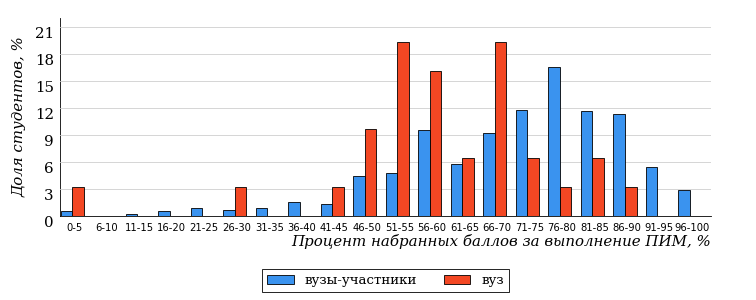 Доля студентов, %
21
18
15
12
9
6
3
0
0-5 6-10 11-15 16-20 21-25 26-30 31-35 36-40 41-45 46-50 51-55 56-60 61-65 66-70 71-75 76-80 81-85 86-90 91-95 96-100
Процент набранных баллов за выполнение ПИМ, %
вузы-участники вуз